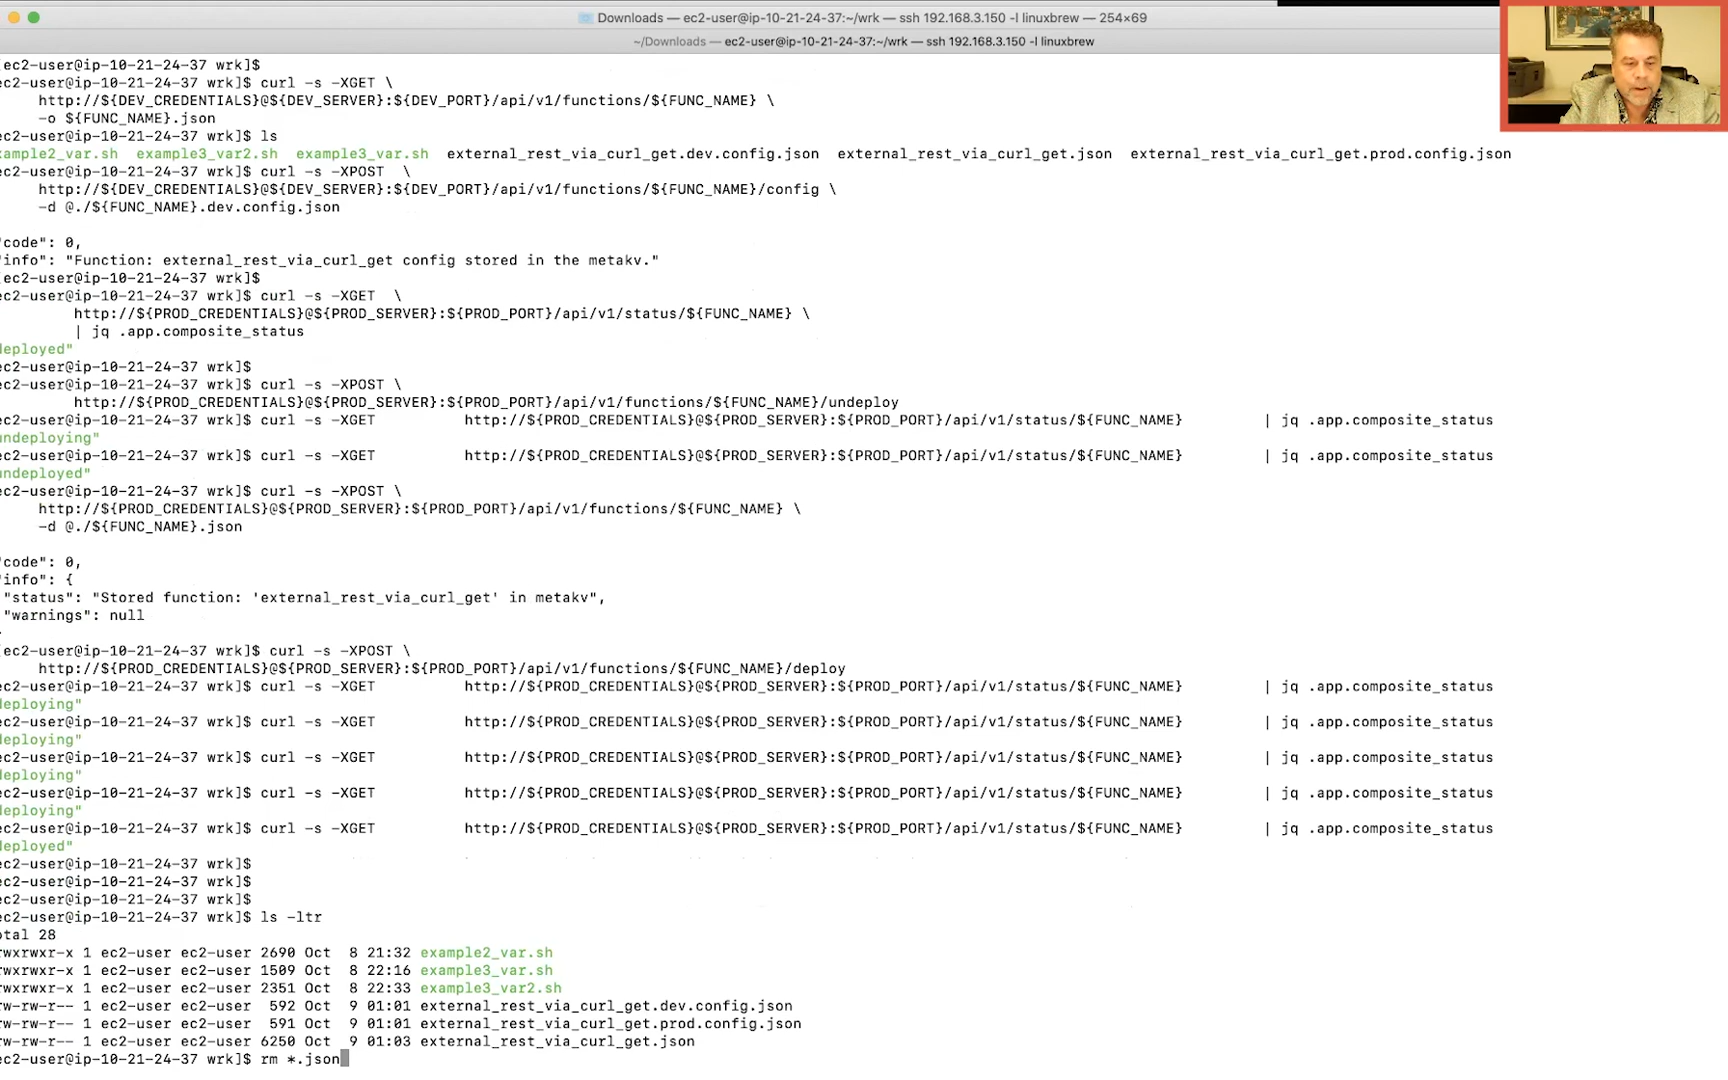 Downloads — ec2-user@ip-10-21-24-37:~/wrk — ssh 192.168.3.150 -l linuxbrew — 254×69
~/Downloads — ec2-user@ip-10-21-24-37:~/wrk — ssh 192.168.3.150 -l linuxbrew
[ec2-user@ip-10-21-24-37 wrk]$
ec2-user@ip-10-21-24-37 wrk]$ curl -s -XGET \
http://${DEV_CREDENTIALS}@${DEV_SERVER}:${DEV_PORT}/api/v1/functions/${FUNC_NAME} \
-o ${FUNC_NAME}.json
ec2-user@ip-10-21-24-37 wrk]$ ls
xample2_var.sh example3_var2.sh example3_var.sh external_rest_via_curl_get.dev.config.json external_rest_via_curl_get.json external_rest_via_curl_get.prod.config.json
ec2-user@ip-10-21-24-37 wrk]$ curl -s -XPOST \
http://${DEV_CREDENTIALS}@${DEV_SERVER}:${DEV_PORT}/api/v1/functions/${FUNC_NAME}/config \
-d @./${FUNC_NAME}.dev.config.json
"code": 0,
"info": "Function: external_rest_via_curl_get config stored in the metakv."
[ec2-user@ip-10-21-24-37 wrk]$
ec2-user@ip-10-21-24-37 wrk]$ curl -s -XGET \
http://${PROD_CREDENTIALS}@${PROD_SERVER}:${PROD_PORT}/api/v1/status/${FUNC_NAME} \
| jq .app.composite_status
deployed"
ec2-user@ip-10-21-24-37 wrk]$
ec2-user@ip-10-21-24-37 wrk]$ curl -s -XPOST \
http://${PROD_CREDENTIALS}@${PROD_SERVER}:${PROD_PORT}/api/v1/functions/${FUNC_NAME}/undeploy
ec2-user@ip-10-21-24-37 wrk]$ curl -s -XGET http://${PROD_CREDENTIALS}@${PROD_SERVER}:${PROD_PORT}/api/v1/status/${FUNC_NAME} | jq .app.composite_status
undeploying"
ec2-user@ip-10-21-24-37 wrk]$ curl -s -XGET http://${PROD_CREDENTIALS}@${PROD_SERVER}:${PROD_PORT}/api/v1/status/${FUNC_NAME} | jq .app.composite_status
undeployed"
ec2-user@ip-10-21-24-37 wrk]$ curl -s -XPOST \
http://${PROD_CREDENTIALS}@${PROD_SERVER}:${PROD_PORT}/api/v1/functions/${FUNC_NAME} \
-d @./${FUNC_NAME}.json
"code": 0,
"info": {
"status": "Stored function: 'external_rest_via_curl_get' in metakv",
"warnings": null
[ec2-user@ip-10-21-24-37 wrk]$ curl -s -XPOST \
http://${PROD_CREDENTIALS}@${PROD_SERVER}:${PROD_PORT}/api/v1/functions/${FUNC_NAME}/deploy
ec2-user@ip-10-21-24-37 wrk]$ curl -s -XGET http://${PROD_CREDENTIALS}@${PROD_SERVER}:${PROD_PORT}/api/v1/status/${FUNC_NAME} | jq .app.composite_status
deploying"
ec2-user@ip-10-21-24-37 wrk]$ curl -s -XGET http://${PROD_CREDENTIALS}@${PROD_SERVER}:${PROD_PORT}/api/v1/status/${FUNC_NAME} | jq .app.composite_status
deploying"
ec2-user@ip-10-21-24-37 wrk]$ curl -s -XGET http://${PROD_CREDENTIALS}@${PROD_SERVER}:${PROD_PORT}/api/v1/status/${FUNC_NAME} | jq .app.composite_status
deploying"
ec2-user@ip-10-21-24-37 wrk]$ curl -s -XGET http://${PROD_CREDENTIALS}@${PROD_SERVER}:${PROD_PORT}/api/v1/status/${FUNC_NAME} | jq .app.composite_status
deploying"
ec2-user@ip-10-21-24-37 wrk]$ curl -s -XGET http://${PROD_CREDENTIALS}@${PROD_SERVER}:${PROD_PORT}/api/v1/status/${FUNC_NAME} | jq .app.composite_status
deployed"
ec2-user@ip-10-21-24-37 wrk]$
ec2-user@ip-10-21-24-37 wrk]$
ec2-user@ip-10-21-24-37 wrk]$
ec2-user@ip-10-21-24-37 wrk]$ ls -ltr
otal 28
rwxrwxr-x 1 ec2-user ec2-user 2690 Oct 8 21:32 example2_var.sh
rwxrwxr-x 1 ec2-user ec2-user 1509 Oct 8 22:16 example3_var.sh
rwxrwxr-x 1 ec2-user ec2-user 2351 Oct 8 22:33 example3_var2.sh
rw-rw-r-- 1 ec2-user ec2-user 592 Oct 9 01:01 external_rest_via_curl_get.dev.config.json
rw-rw-r-- 1 ec2-user ec2-user 591 Oct 9 01:01 external_rest_via_curl_get.prod.config.json
rw-rw-r-- 1 ec2-user ec2-user 6250 Oct 9 01:03 external_rest_via_curl_get.json
ec2-user@ip-10-21-24-37 wrk]$ rm *.json